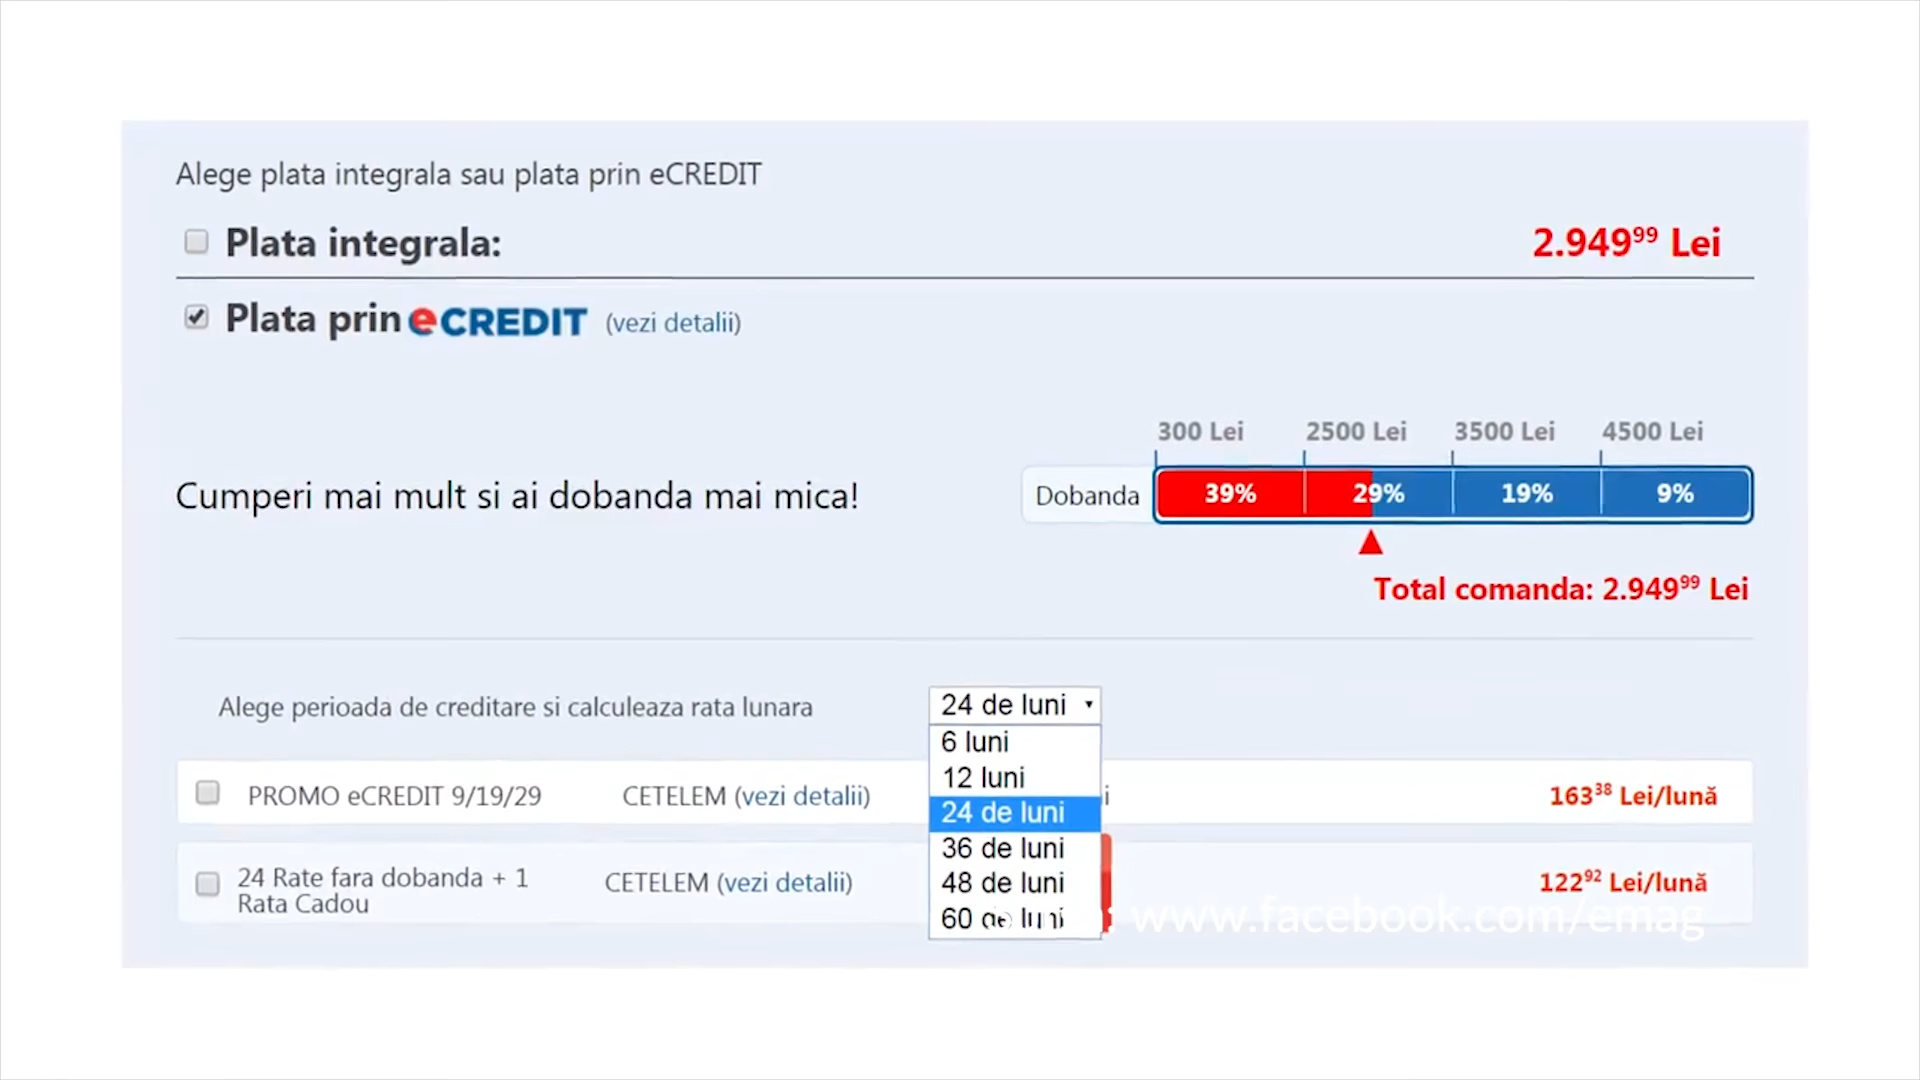 Alege plata integrala sau plata prin eCREDIT
Plata integrala: 2.949⁹⁹ Lei
Plata prin eCREDIT (vezi detalii)
300 Lei 2500 Lei 3500 Lei 4500 Lei
Cumperi mai mult si ai dobanda mai mica! Dobanda 39% 29% 19% 9%
Total comanda: 2.949⁹⁹ Lei
Alege perioada de creditare si calculeaza rata lunara 24 de luni
6 luni
12 luni
PROMO eCREDIT 9/19/29 CETELEM (vezi detalii) 163³⁸ Lei/lună
24 de luni
36 de luni
24 Rate fara dobanda + 1
Rata Cadou
CETELEM (vezi detalii) 48 de luni 122⁹² Lei/lună
60 de luni
www.facebook.com/emag